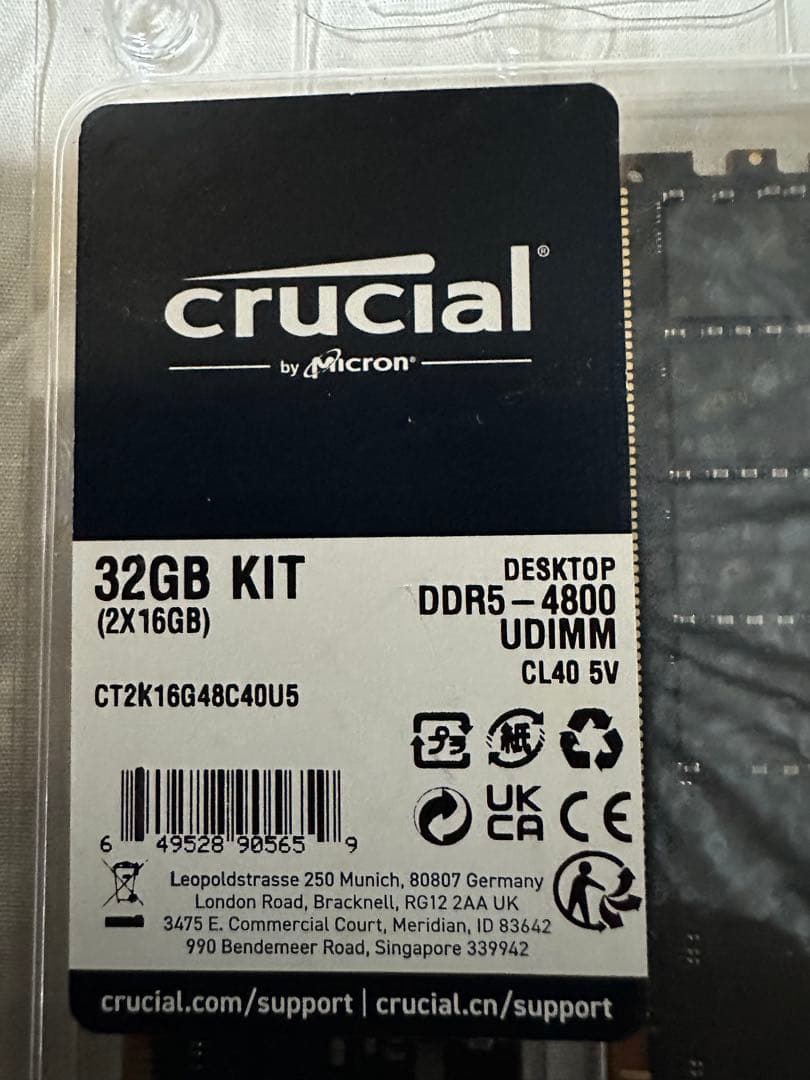 crucial®
by Micron®
32GB KIT
(2X16GB)
DESKTOP
DDR5-4800
UDIMM
CL40 5V
CT2K16G48C40U5
プラ
紙
UK
CA
CE
6 49528 90565 9
Leopoldstrasse 250 Munich, 80807 Germany
London Road, Bracknell, RG12 2AA UK
3475 E. Commercial Court, Meridian, ID 83642
990 Bendemeer Road, Singapore 339942
crucial.com/support | crucial.cn/support